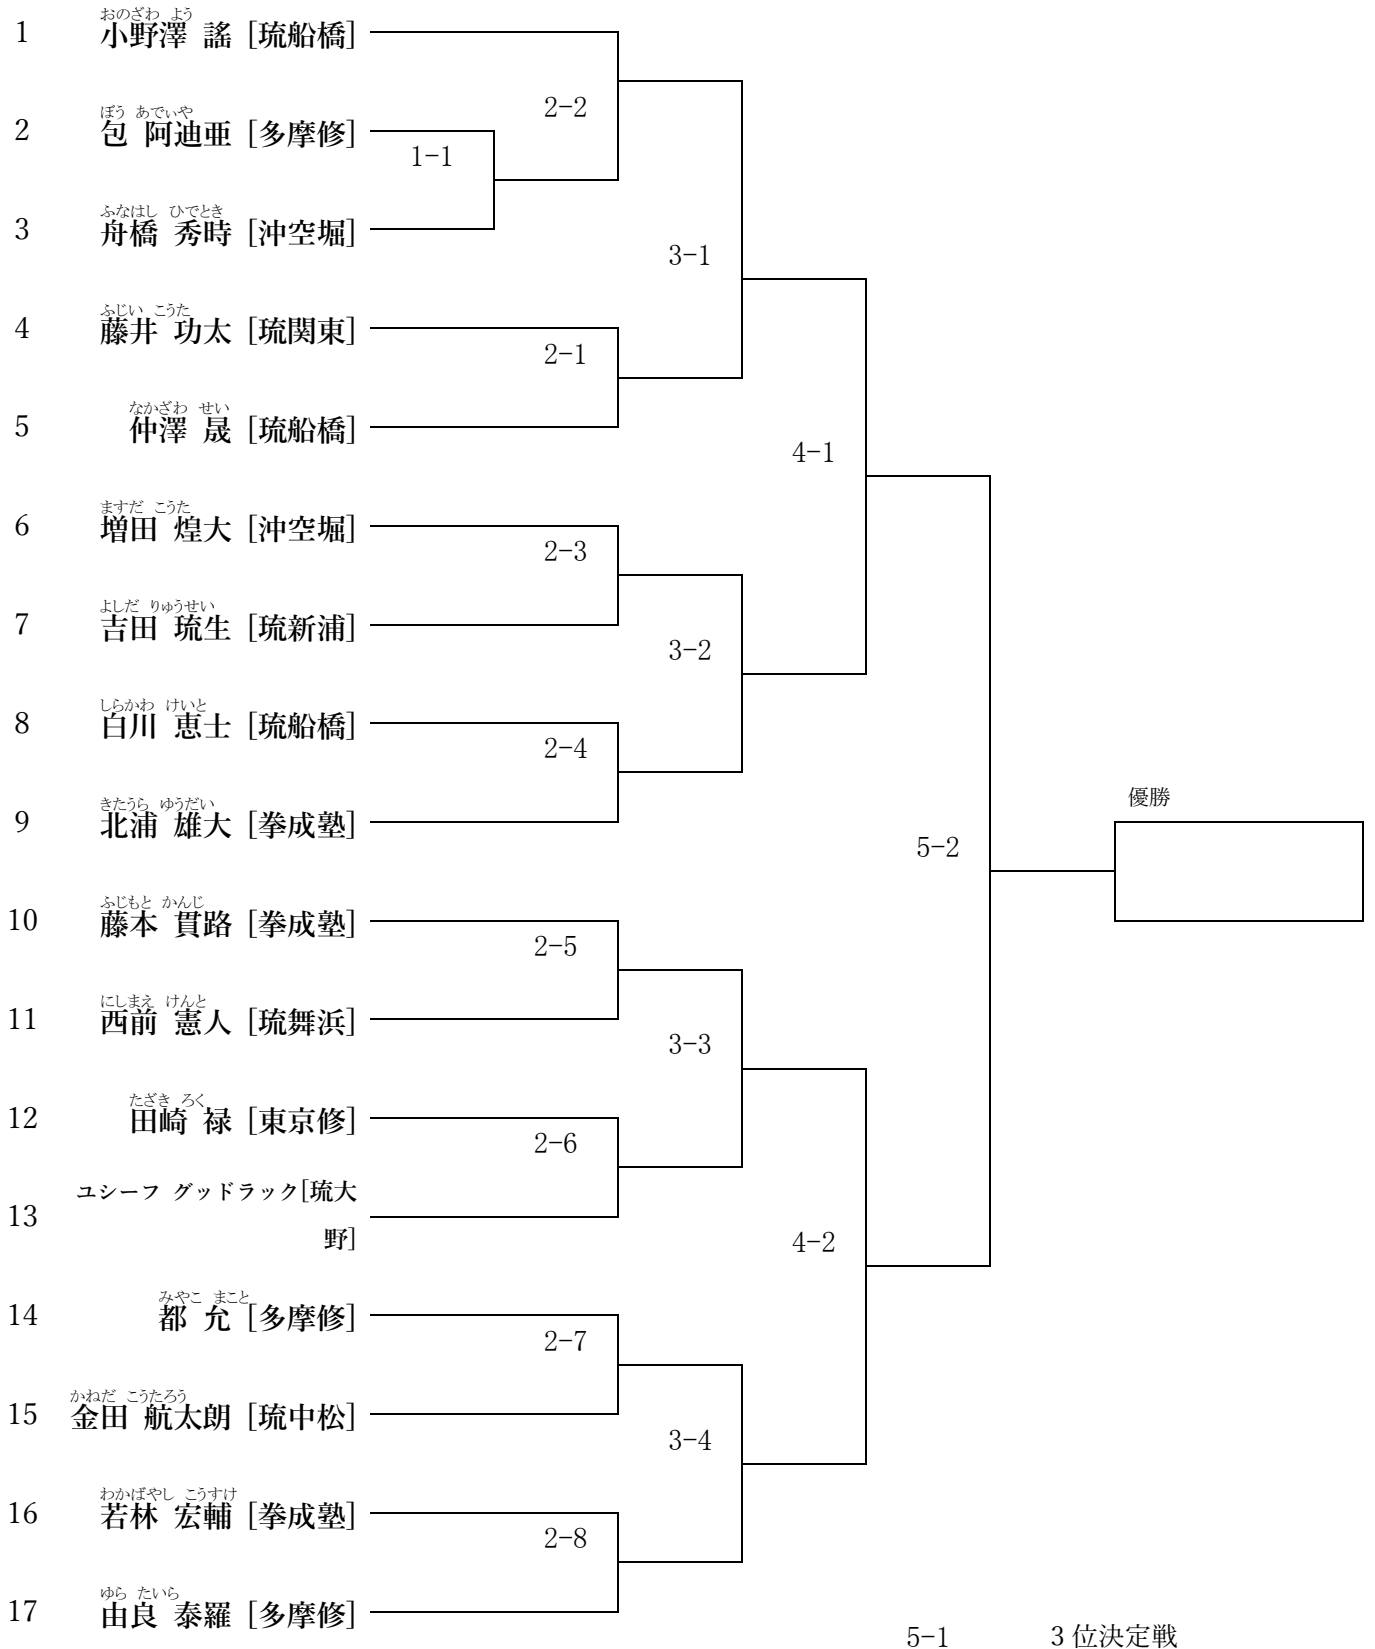 おのざわ よう
1 小野澤 謠 [琉船橋]
2-2
ぼう あでぃや
2 包 阿迪亜 [多摩修]
1-1
ふなはし ひでとき
3 舟橋 秀時 [沖空堀]
3-1
ふじい こうた
4 藤井 功太 [琉関東]
2-1
なかざわ せい
5 仲澤 晟 [琉船橋]
4-1
ますだ こうた
6 増田 煌大 [沖空堀]
2-3
よしだ りゅうせい
7 吉田 琉生 [琉新浦]
3-2
しらかわ けいと
8 白川 恵士 [琉船橋]
2-4
優勝
きたうら ゆうだい
9 北浦 雄大 [拳成塾]
5-2
ふじもと かんじ
10 藤本 貫路 [拳成塾]
2-5
にしまえ けんと
11 西前 憲人 [琉舞浜]
3-3
たざき ろく
12 田崎 禄 [東京修]
2-6
ユシーフ グッドラック[琉大
13
野]
4-2
みやこ まこと
14 都 允 [多摩修]
2-7
かねだ こうたろう
15 金田 航太朗 [琉中松]
3-4
わかばやし こうすけ
16 若林 宏輔 [拳成塾]
2-8
ゆら たいら
17 由良 泰羅 [多摩修]
5-1 3 位決定戦